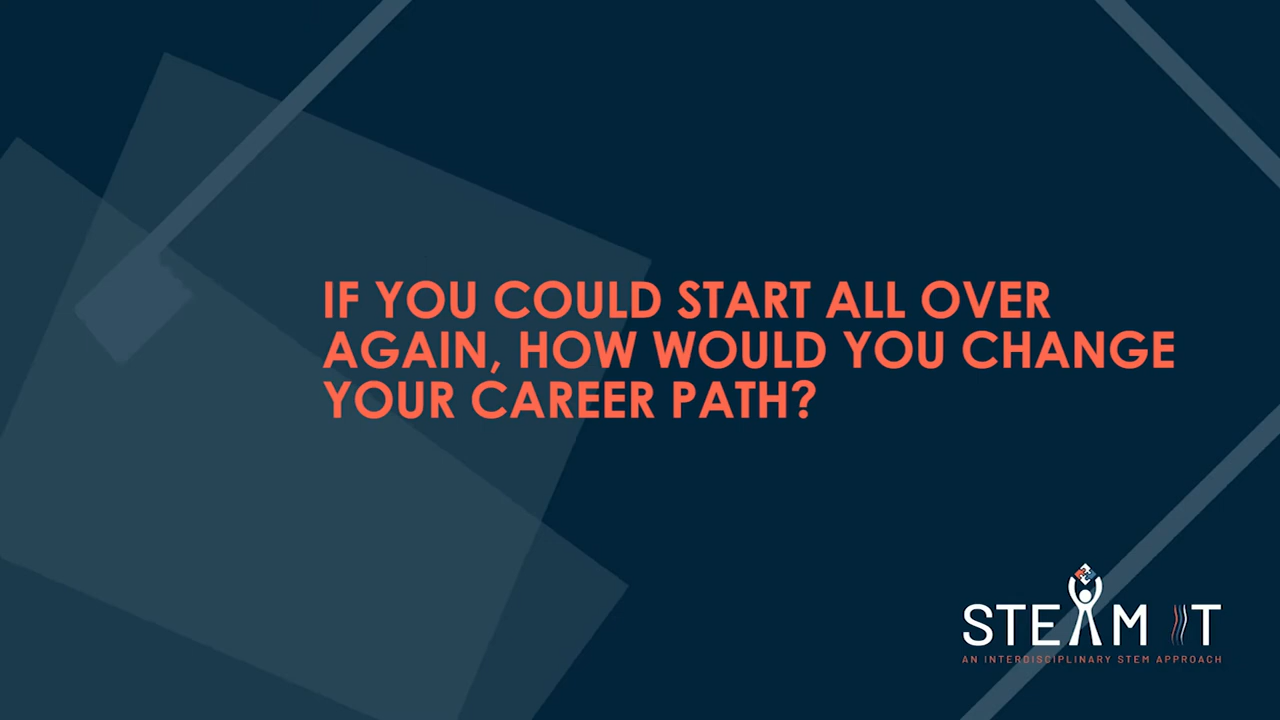 IF YOU COULD START ALL OVER
AGAIN, HOW WOULD YOU CHANGE
YOUR CAREER PATH?
STEAM IT
AN INTERDISCIPLINARY STEM APPROACH